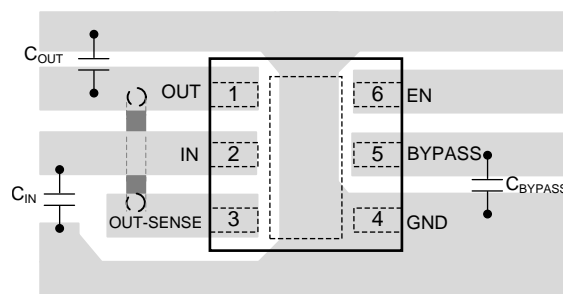 COUT
OUT 1 6 EN
IN 2 5 BYPASS
CIN
CBYPASS
OUT-SENSE 3 4 GND